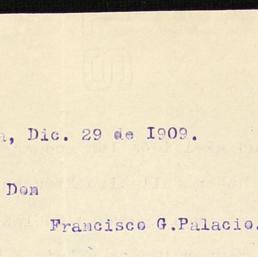 a, Dic. 29 de 1909.
Don
Francisco G.Palacio.